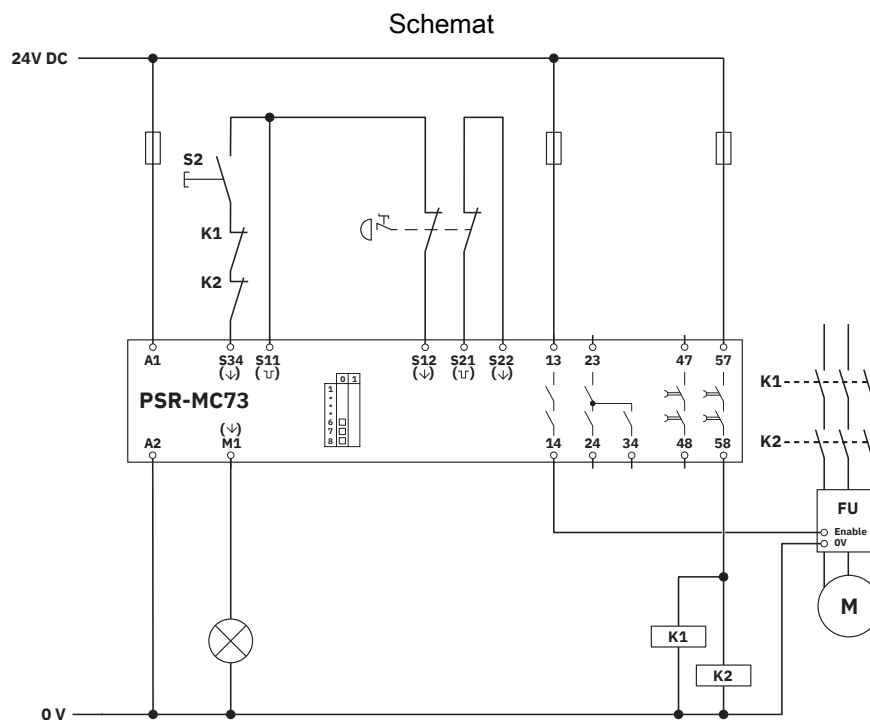 Schemat
24V DC
S2
K1
K2
A1 S34 S11 S12 S21 S22 13 23 47 57
(↓) (↓) (↓)
0 1
1
6
7
8
PSR-MC73
(↓)
A2 M1 14 24 34 48 58
K1
K2
FU
Enable
0V
M
K1
K2
0 V